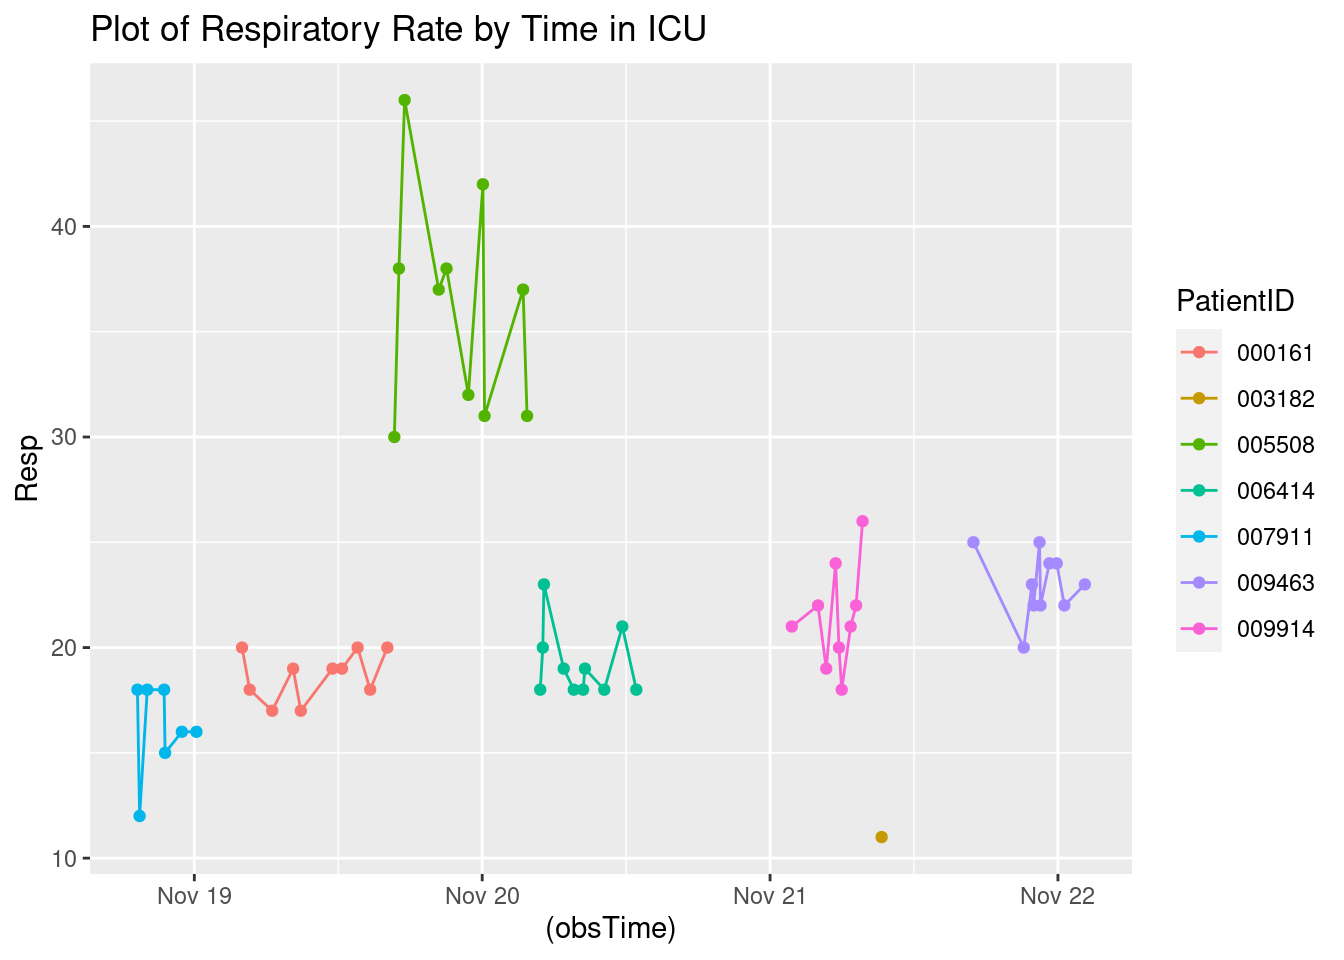 Plot of Respiratory Rate by Time in ICU
Resp
40
30
20
10
Nov 19
Nov 20
Nov 21
Nov 22
(obsTime)
PatientID
000161
003182
005508
006414
007911
009463
009914